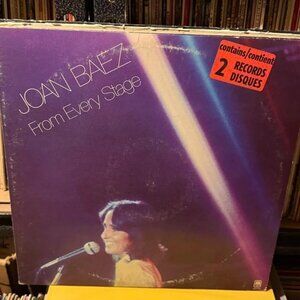 JOAN BAEZ
From Every Stage
contains/contient
2 RECORDS
DISQUES